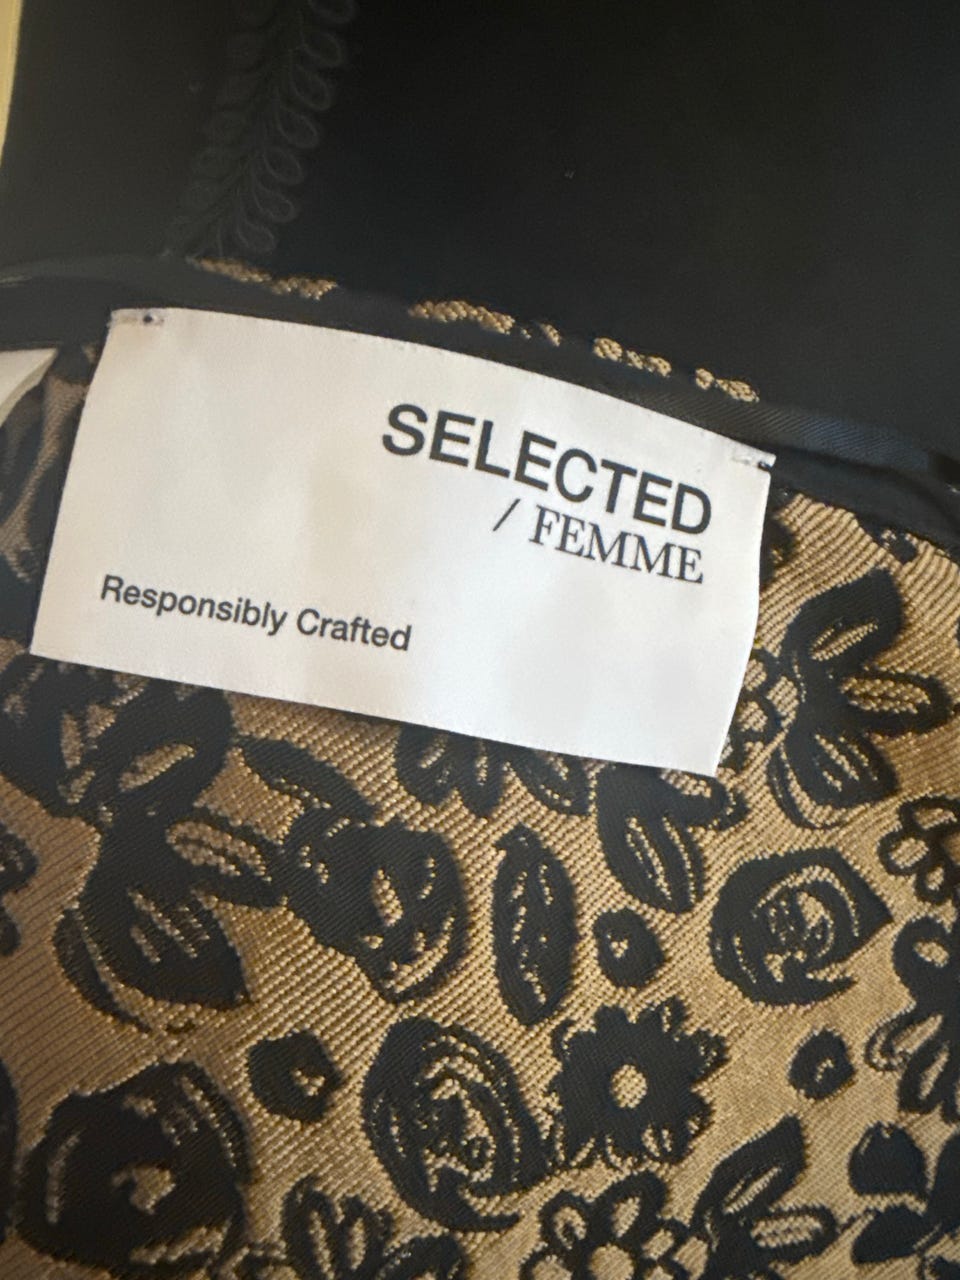 SELECTED
/ FEMME
Responsibly Crafted